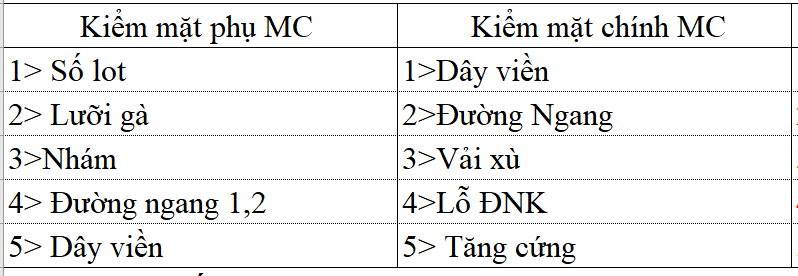 Kiểm mặt phụ MC Kiểm mặt chính MC
1> Số lot 1>Dây viền
2> Lưỡi gà 2>Đường Ngang
3>Nhám 3>Vải xù
4> Đường ngang 1,2 4>Lỗ ĐNK
5> Dây viền 5> Tăng cứng